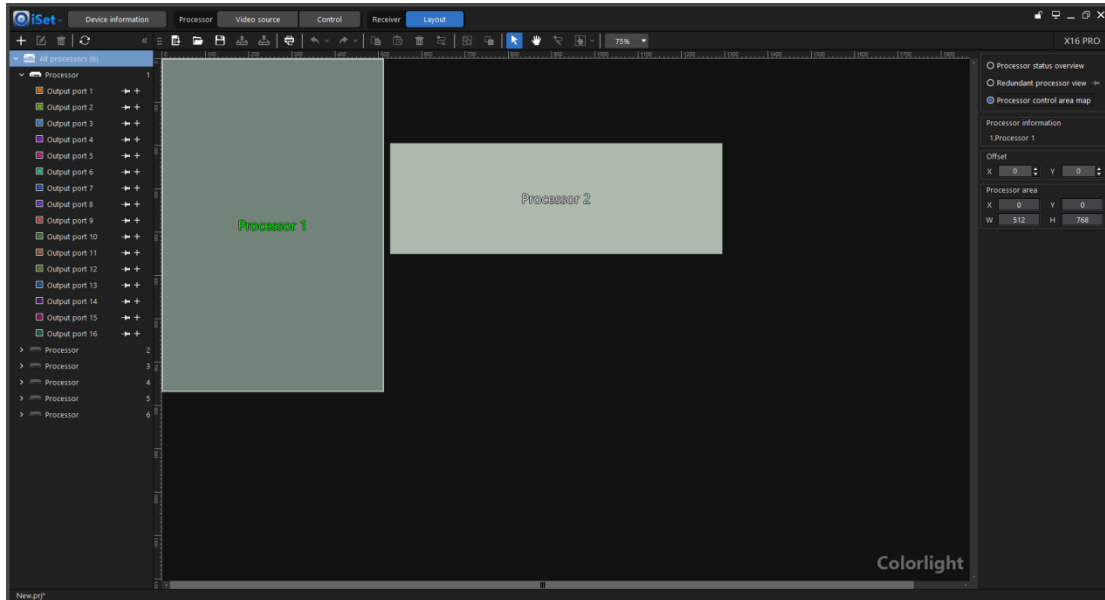 iSet Device information Processor Video source Control Receiver Layout
75% X16 PRO
All processors (6)
Processor 1
Output port 1
Output port 2
Output port 3
Output port 4
Output port 5
Output port 6
Output port 7
Output port 8
Output port 9
Output port 10
Output port 11
Output port 12
Output port 13
Output port 14
Output port 15
Output port 16
Processor 2
Processor 3
Processor 4
Processor 5
Processor 6
Processor 1
Processor 2
Colorlight
Processor status overview
Redundant processor view
Processor control area map
Processor information
1.Processor 1
Offset
X 0 Y 0
Processor area
X 0 Y 0
W 512 H 768
New.prj*